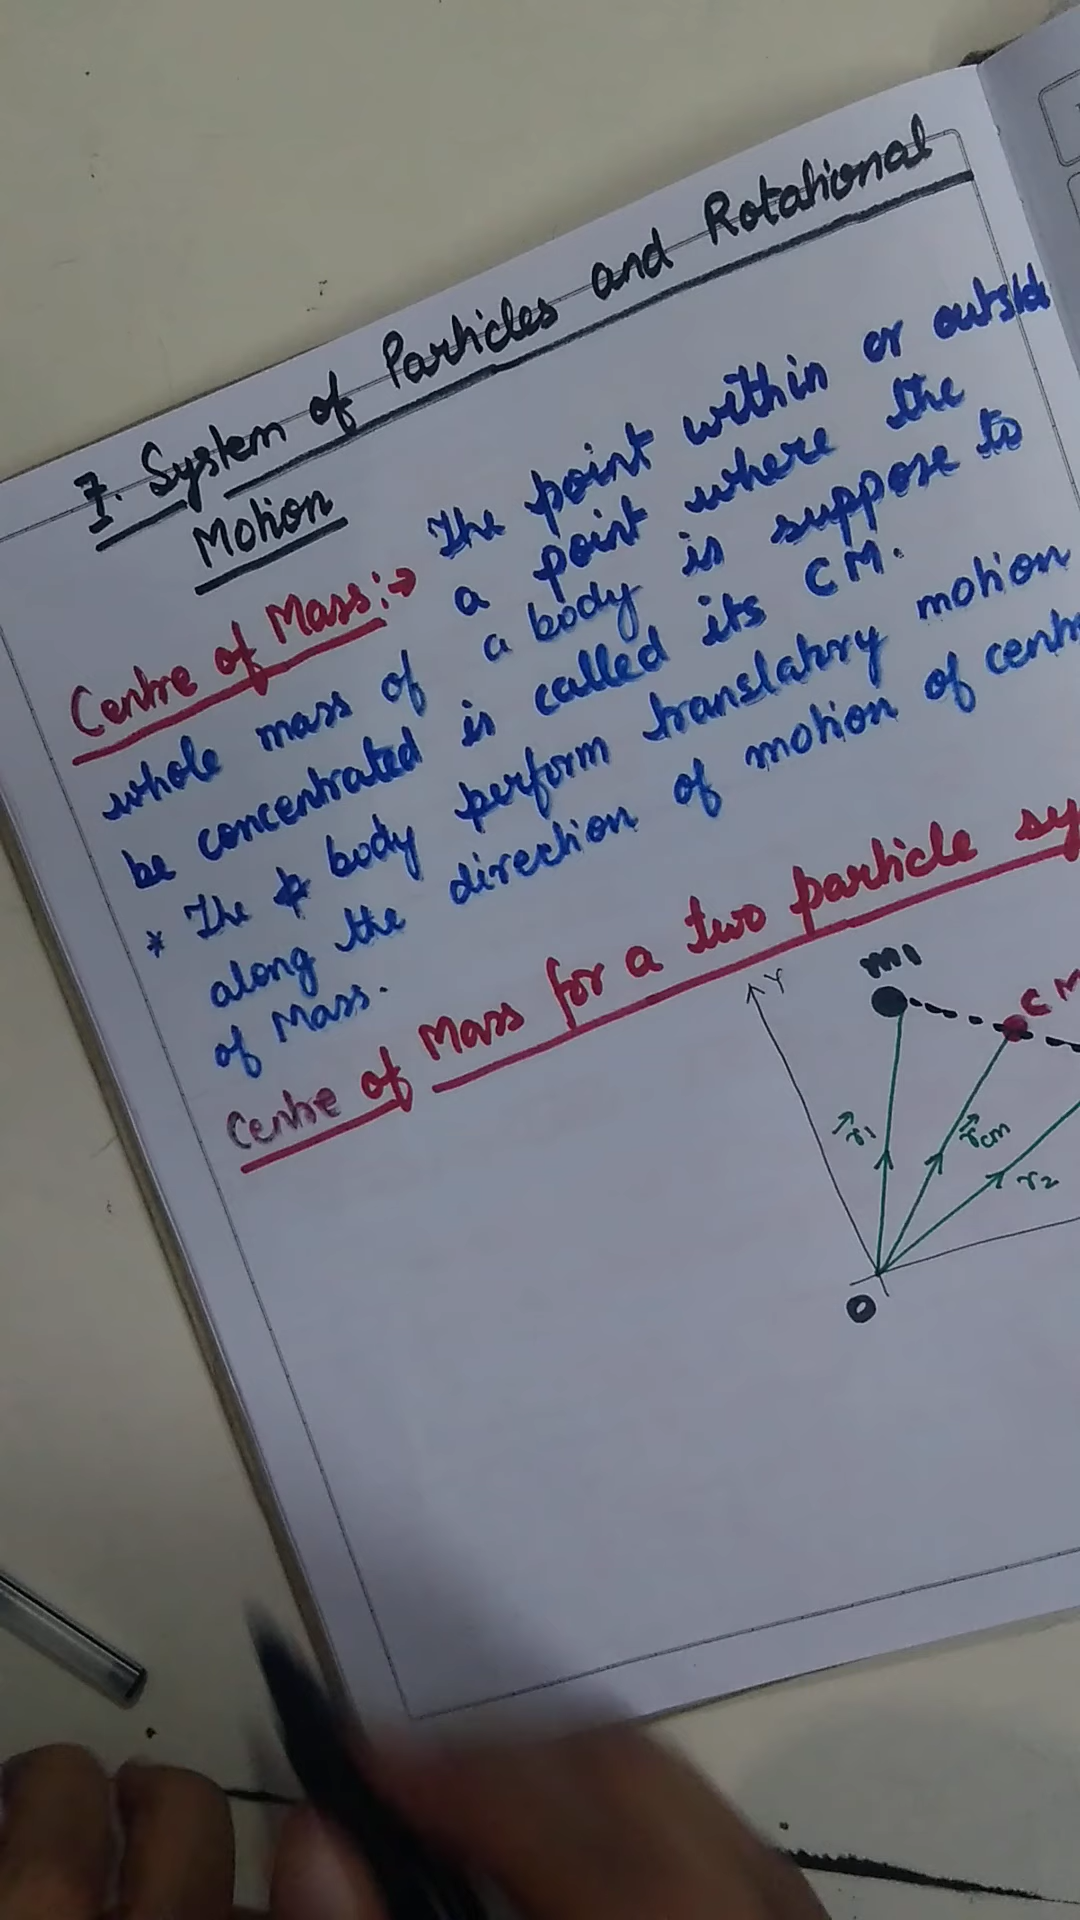 7. System of Particles and Rotational
Motion
Centre of Mass:→ The point within or outside
a point where the
whole mass of a body is suppose to
be concentrated is called its CM.
* The body perform translatory motion
along the direction of motion of centre
of Mass.
Centre of Mass for a two particle sy
Y
m1
CM
r1
rcm
r2
O